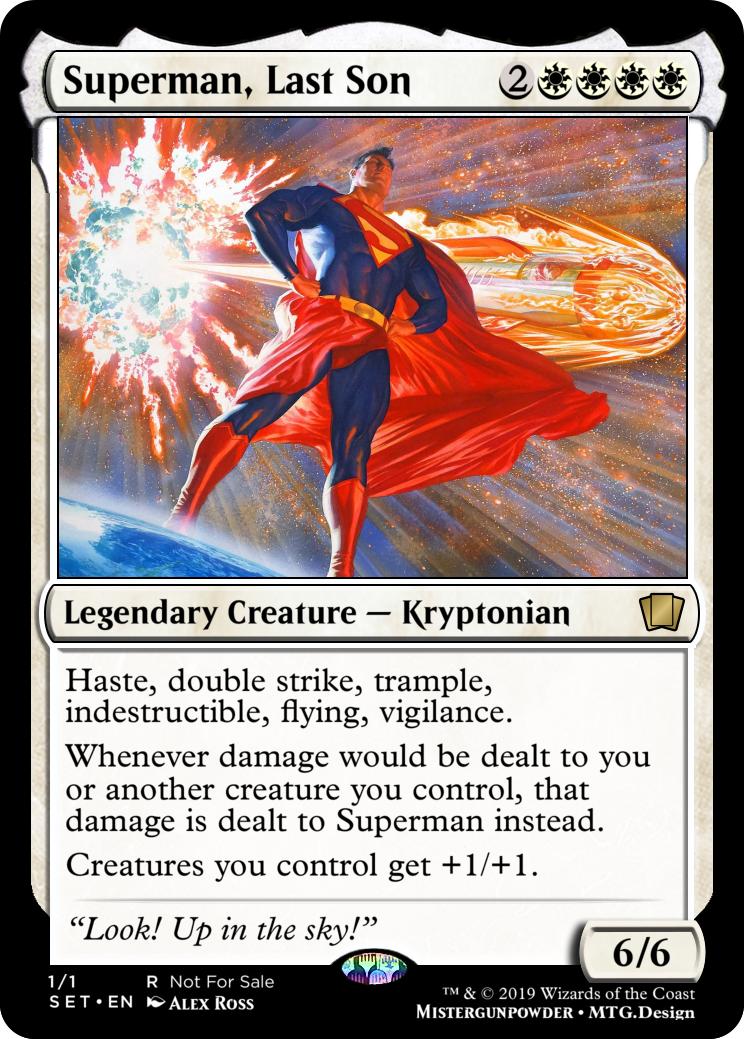 Superman, Last Son 2
Legendary Creature — Kryptonian
Haste, double strike, trample,
indestructible, flying, vigilance.
Whenever damage would be dealt to you
or another creature you control, that
damage is dealt to Superman instead.
Creatures you control get +1/+1.
“Look! Up in the sky!”
6/6
1/1 R Not For Sale
SET • EN Alex Ross
™ & © 2019 Wizards of the Coast
Mistergunpowder • MTG.Design